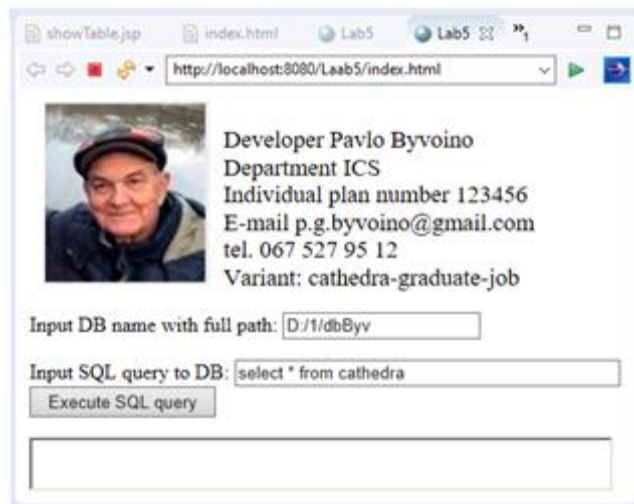 showTable.jsp index.html Lab5 Lab5 »1
http://localhost:8080/Laab5/index.html
Developer Pavlo Byvoino
Department ICS
Individual plan number 123456
E-mail p.g.byvoino@gmail.com
tel. 067 527 95 12
Variant: cathedra-graduate-job
Input DB name with full path: D:/1/dbByv
Input SQL query to DB: select * from cathedra
Execute SQL query